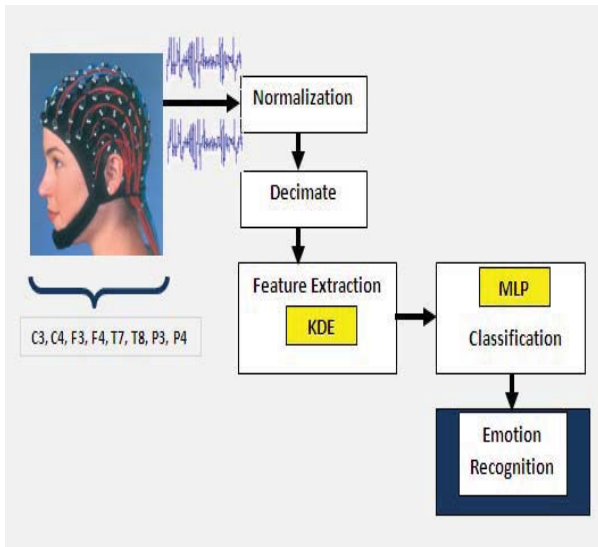 Normalization
Decimate
Feature Extraction
KDE
MLP
Classification
C3, C4, F3, F4, T7, T8, P3, P4
Emotion
Recognition